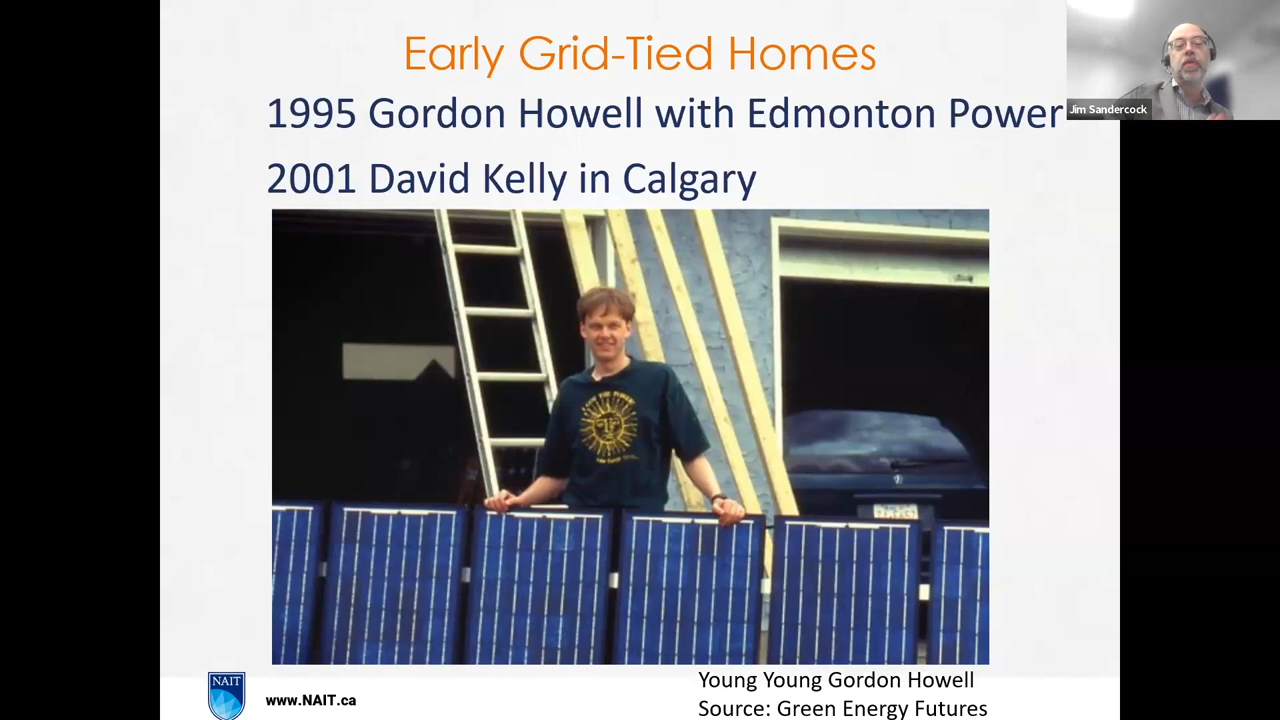 Early Grid-Tied Homes
1995 Gordon Howell with Edmonton Power
Jim Sandercock
2001 David Kelly in Calgary
NAIT
www.NAIT.ca
Young Young Gordon Howell
Source: Green Energy Futures